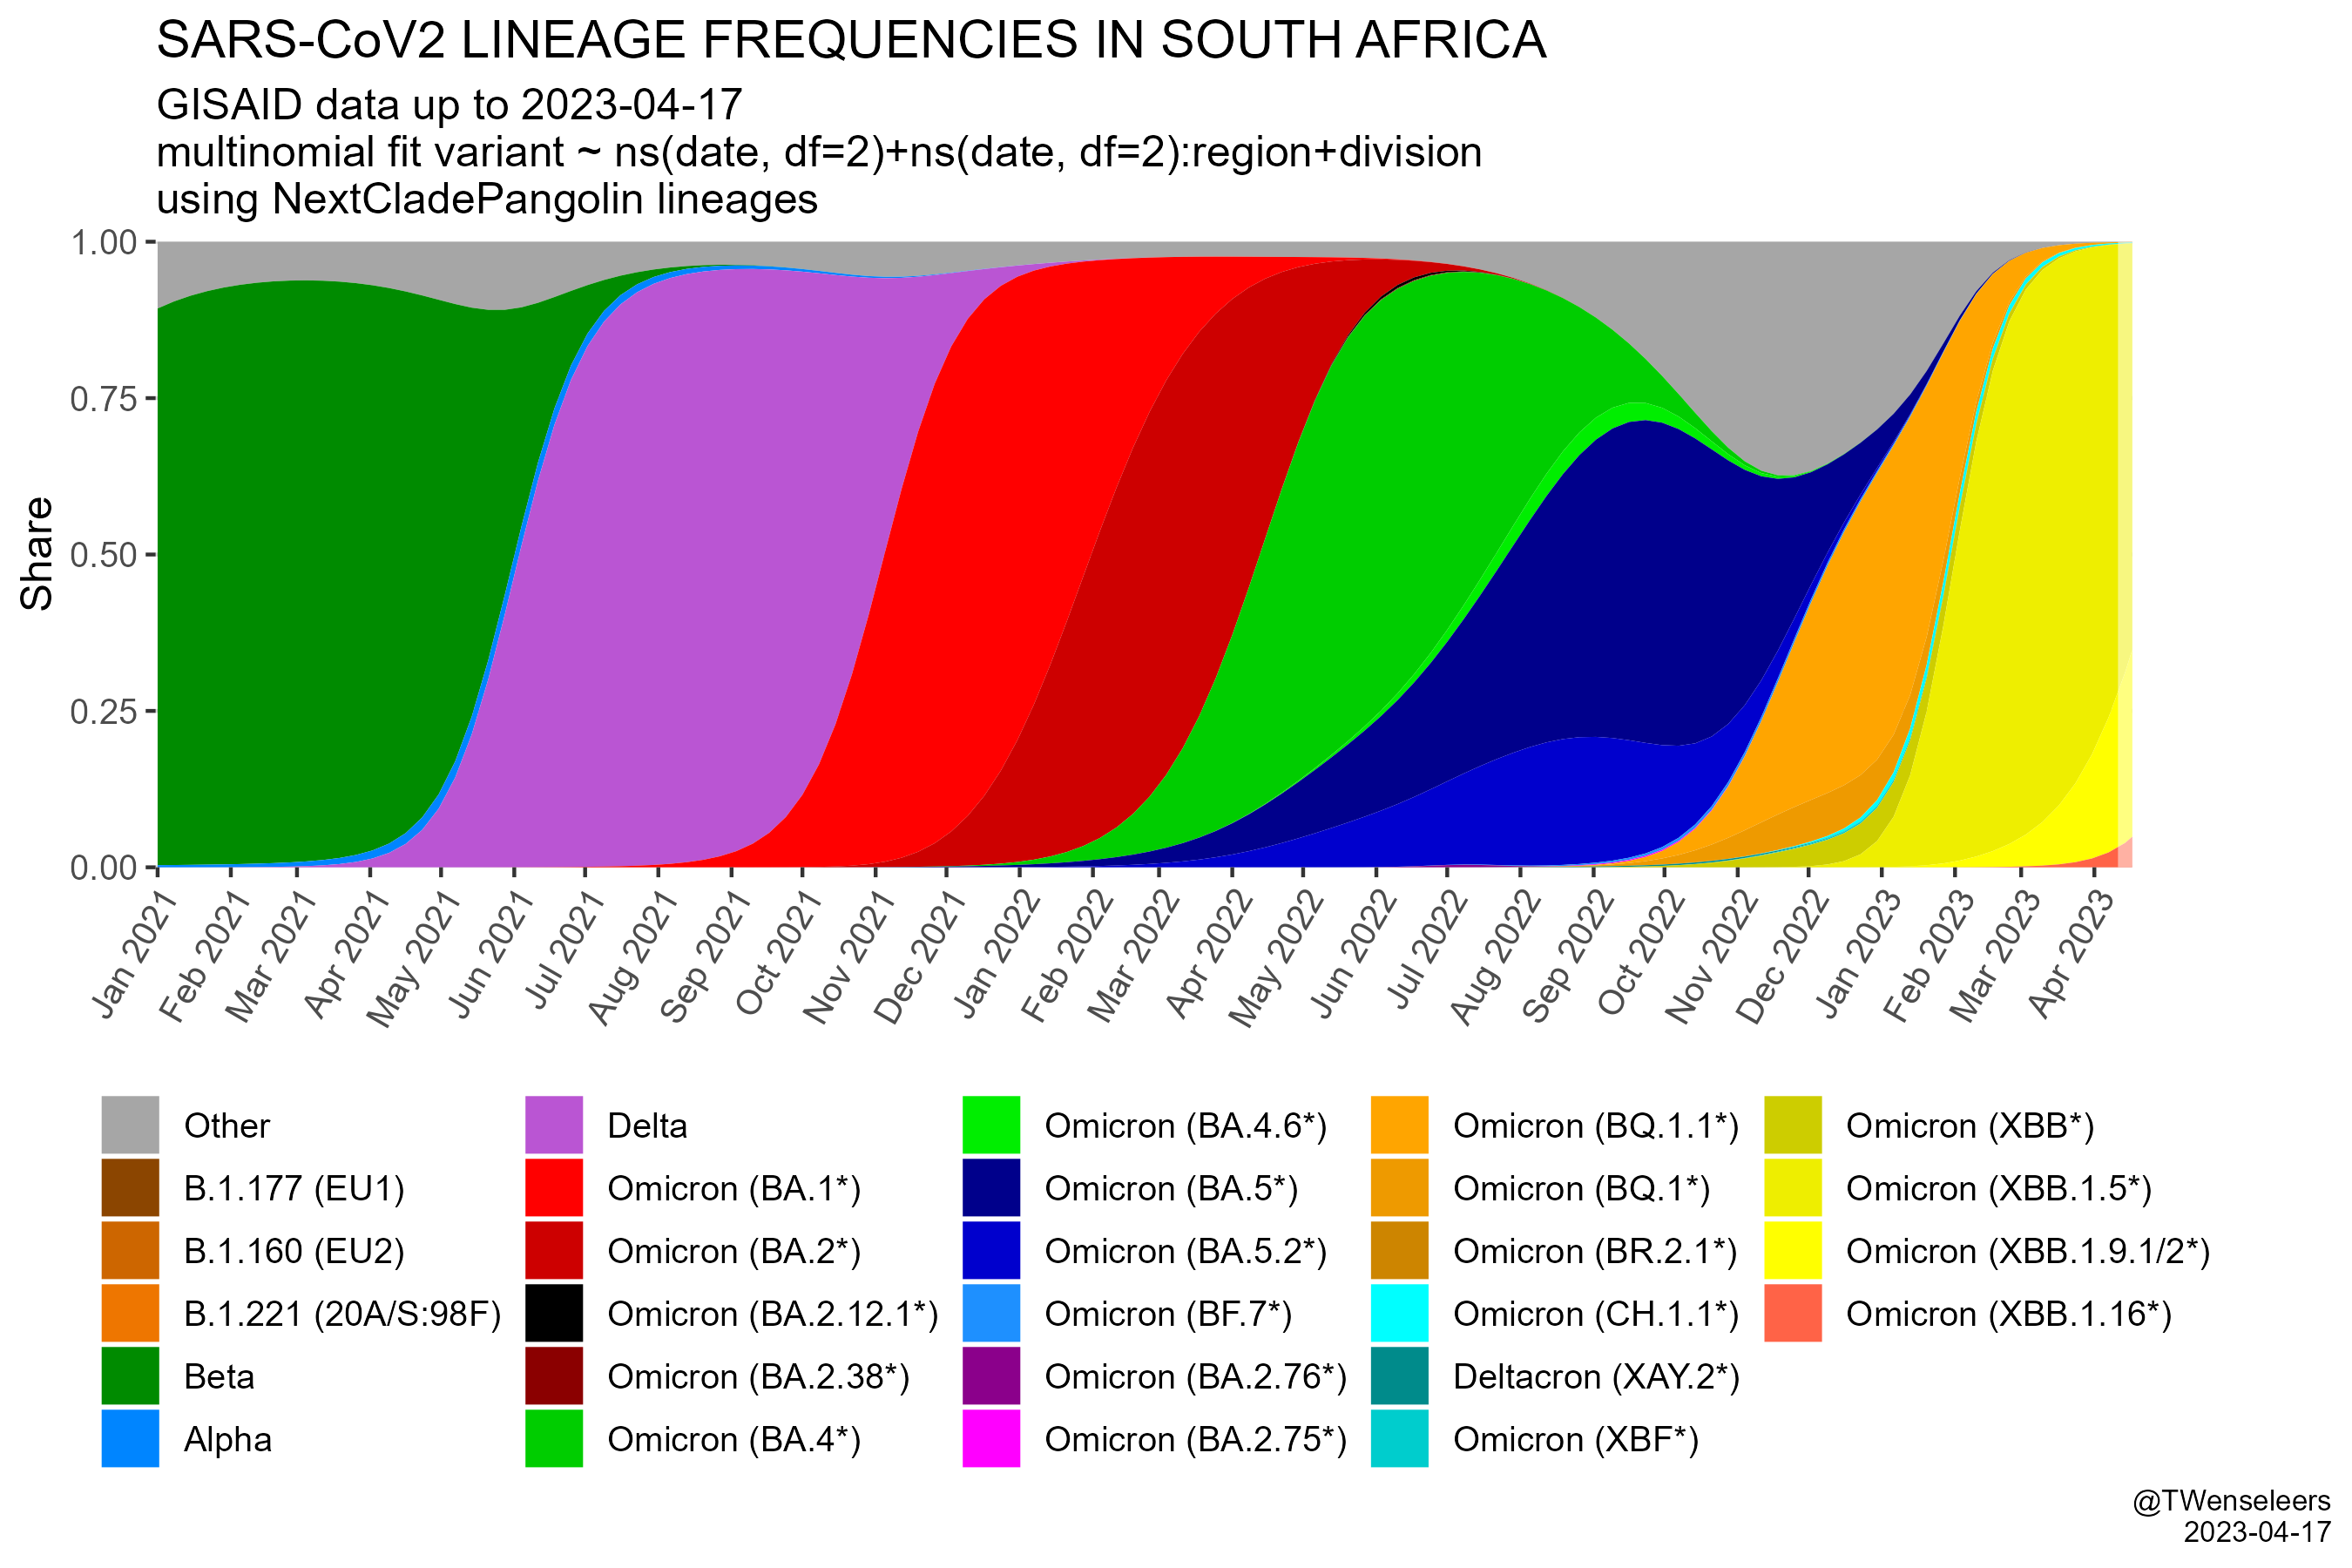 SARS-CoV2 LINEAGE FREQUENCIES IN SOUTH AFRICA
GISAID data up to 2023-04-17
multinomial fit variant ~ ns(date, df=2)+ns(date, df=2):region+division
using NextCladePangolin lineages
Share
1.00
0.75
0.50
0.25
0.00
Jan 2021
Feb 2021
Mar 2021
Apr 2021
May 2021
Jun 2021
Jul 2021
Aug 2021
Sep 2021
Oct 2021
Nov 2021
Dec 2021
Jan 2022
Feb 2022
Mar 2022
Apr 2022
May 2022
Jun 2022
Jul 2022
Aug 2022
Sep 2022
Oct 2022
Nov 2022
Dec 2022
Jan 2023
Feb 2023
Mar 2023
Apr 2023
Other
B.1.177 (EU1)
B.1.160 (EU2)
B.1.221 (20A/S:98F)
Beta
Alpha
Delta
Omicron (BA.1*)
Omicron (BA.2*)
Omicron (BA.2.12.1*)
Omicron (BA.2.38*)
Omicron (BA.4*)
Omicron (BA.4.6*)
Omicron (BA.5*)
Omicron (BA.5.2*)
Omicron (BF.7*)
Omicron (BA.2.76*)
Omicron (BA.2.75*)
Omicron (BQ.1.1*)
Omicron (BQ.1*)
Omicron (BR.2.1*)
Omicron (CH.1.1*)
Deltacron (XAY.2*)
Omicron (XBF*)
Omicron (XBB*)
Omicron (XBB.1.5*)
Omicron (XBB.1.9.1/2*)
Omicron (XBB.1.16*)
@TWenseleers
2023-04-17